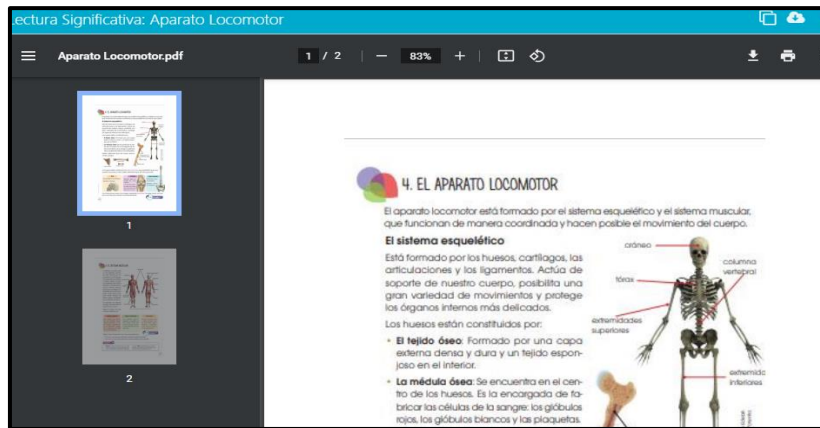 ectura Significativa: Aparato Locomotor
Aparato Locomotor.pdf
1 / 2
83%
1
2
4. EL APARATO LOCOMOTOR
El aparato locomotor está formado por el sistema esquelético y el sistema muscular,
que funcionan de manera coordinada y hacen posible el movimiento del cuerpo.
El sistema esquelético
Está formado por los huesos, cartílagos, las
articulaciones y los ligamentos. Actúa de
soporte de nuestro cuerpo, posibilita una
gran variedad de movimientos y protege
los órganos internos más delicados.
Los huesos están constituidos por:
• El tejido óseo: Formado por una capa
externa densa y dura y un tejido espon-
joso en el interior.
• La médula ósea: Se encuentra en el cen-
tro de los huesos. Es la encargada de fa-
bricar las células de la sangre: los glóbulos
rojos, los glóbulos blancos y las plaquetas.
cráneo
columna
vertebral
tórax
extremidades
superiores
extremida
inferiores